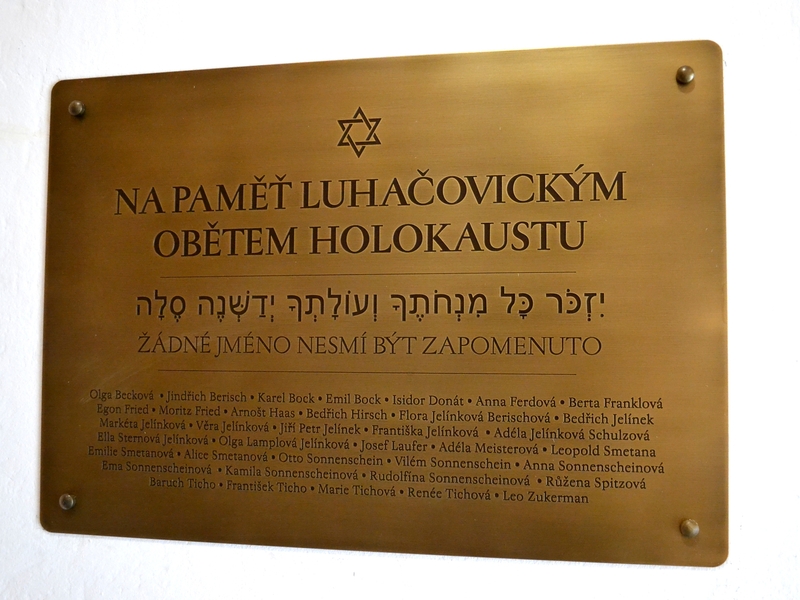 NA PAMĚŤ LUHAČOVICKÝM
OBĚTEM HOLOKAUSTU
יִזְכֹּר כָּל מִנְחֹתֶךָ וְעוֹלָתְךָ יְדַשְּׁנֶה סֶלָה
ŽÁDNÉ JMÉNO NESMÍ BÝT ZAPOMENUTO
Olga Becková • Jindřich Berisch • Karel Bock • Emil Bock • Isidor Donát • Anna Ferdová • Berta Franklová
Egon Fried • Moritz Fried • Arnošt Haas • Bedřich Hirsch • Flora Jelínková Berischová • Bedřich Jelínek
Markéta Jelínková • Věra Jelínková • Jiří Petr Jelínek • Františka Jelínková • Adéla Jelínková Schulzová
Ella Sternová Jelínková • Olga Lamplová Jelínková • Josef Laufer • Adéla Meisterová • Leopold Smetana
Emilie Smetanová • Alice Smetanová • Otto Sonnenschein • Vilém Sonnenschein • Anna Sonnenscheinová
Ema Sonnenscheinová • Kamila Sonnenscheinová • Rudolfína Sonnenscheinová • Růžena Spitzová
Baruch Ticho • František Ticho • Marie Tichová • Renée Tichová • Leo Zukerman